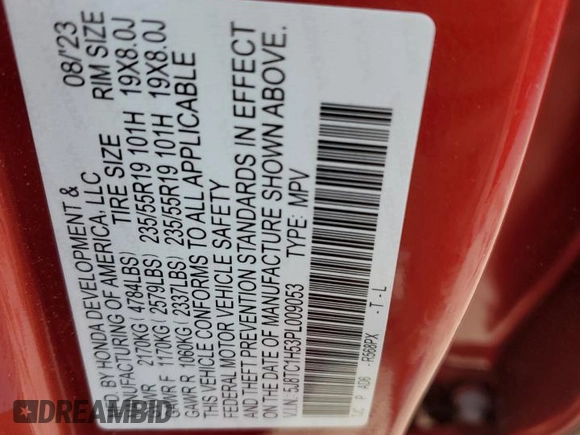 BY HONDA DEVELOPMENT & 08/23
MANUFACTURING OF AMERICA, LLC
TIRE SIZE RIM SIZE
GVWR 2170KG ( 4784LBS)
GAWR F 1170KG ( 2579LBS) 235/55R19 101H 19X8.0J
GAWR R 1060KG ( 2337LBS) 235/55R19 101H 19X8.0J
THIS VEHICLE CONFORMS TO ALL APPLICABLE
FEDERAL MOTOR VEHICLE SAFETY
AND THEFT PREVENTION STANDARDS IN EFFECT
ON THE DATE OF MANUFACTURE SHOWN ABOVE.
V.I.N.: 5J8TC1H53PL009053 TYPE: MPV
R568PX - T - L
DREAMBID